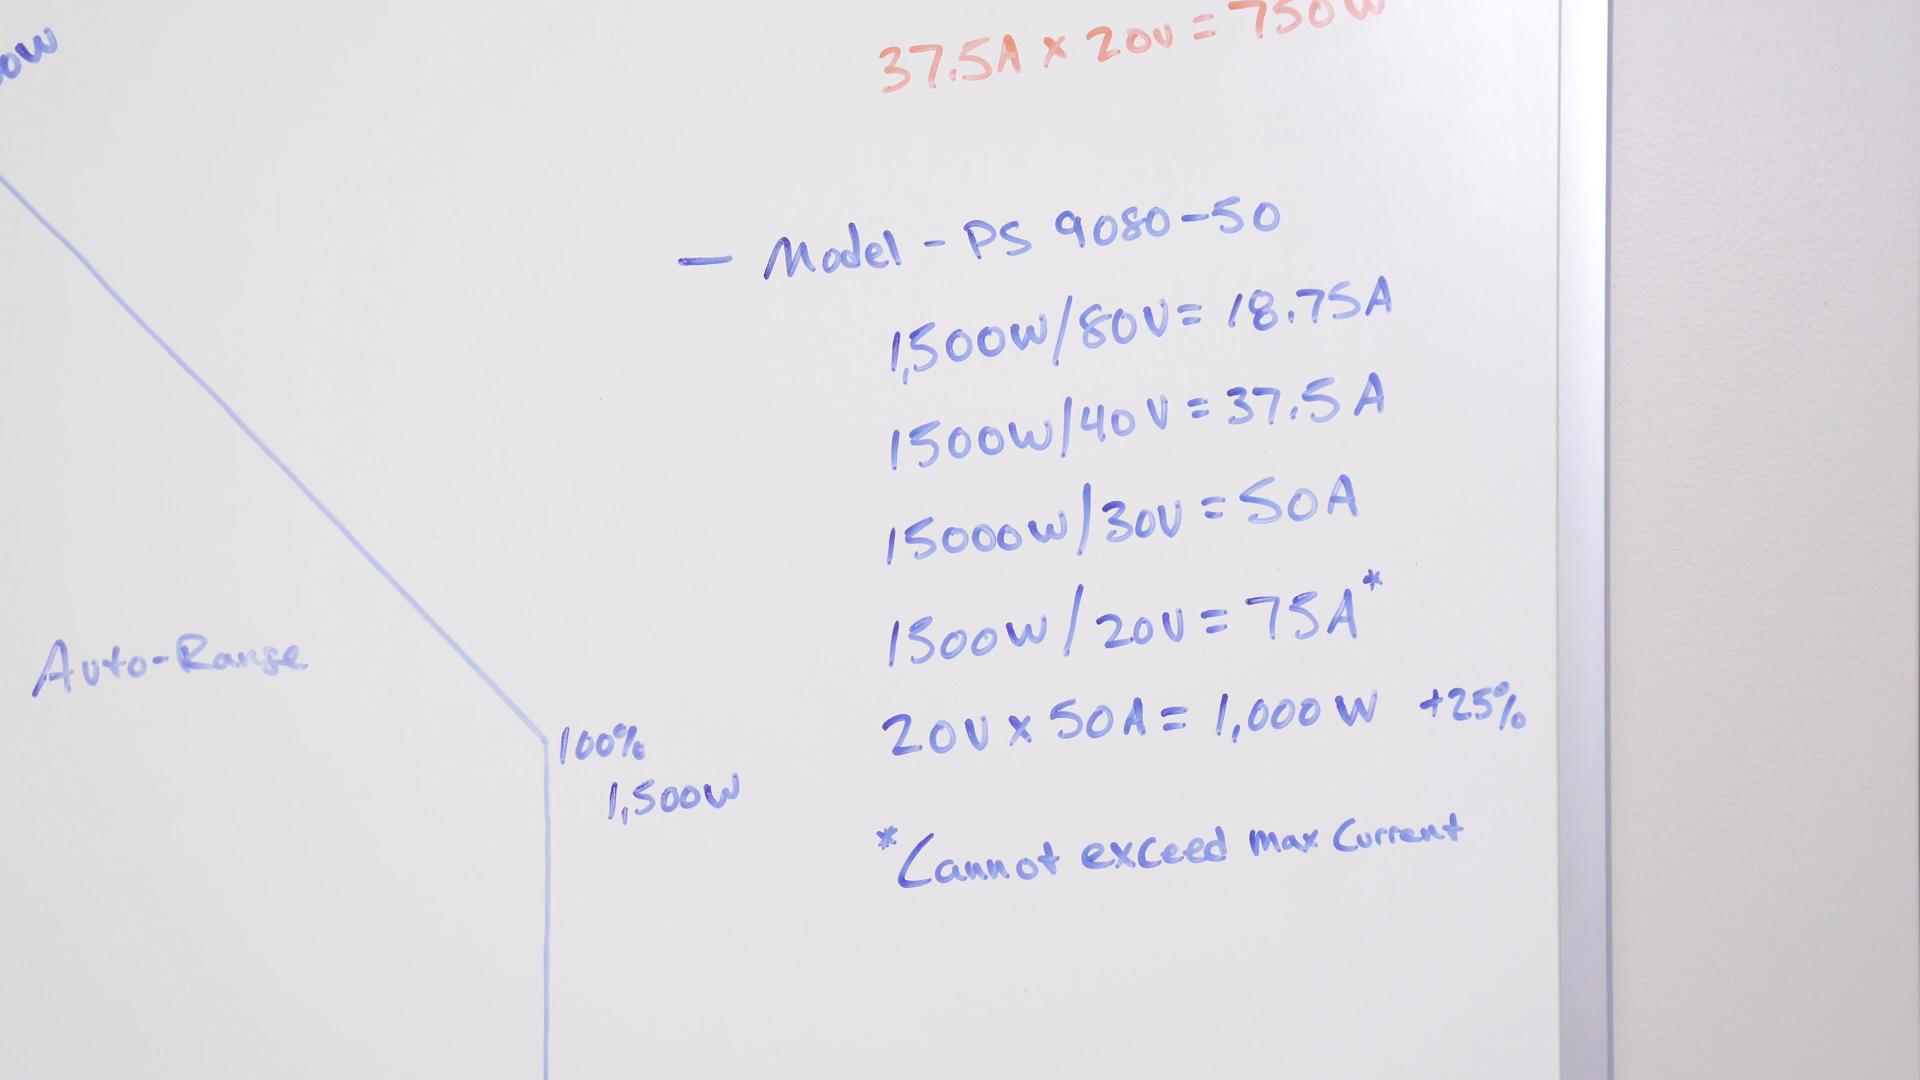 37.5A x 20V = 750W
— Model - PS 9080-50
1,500W/80V = 18.75A
1500W/40V = 37.5A
15000W/30V = 50A
1500W/20V = 75A*
Auto-Range
20V x 50A = 1,000W +25%
100%
1,500W
*Cannot exceed max Current